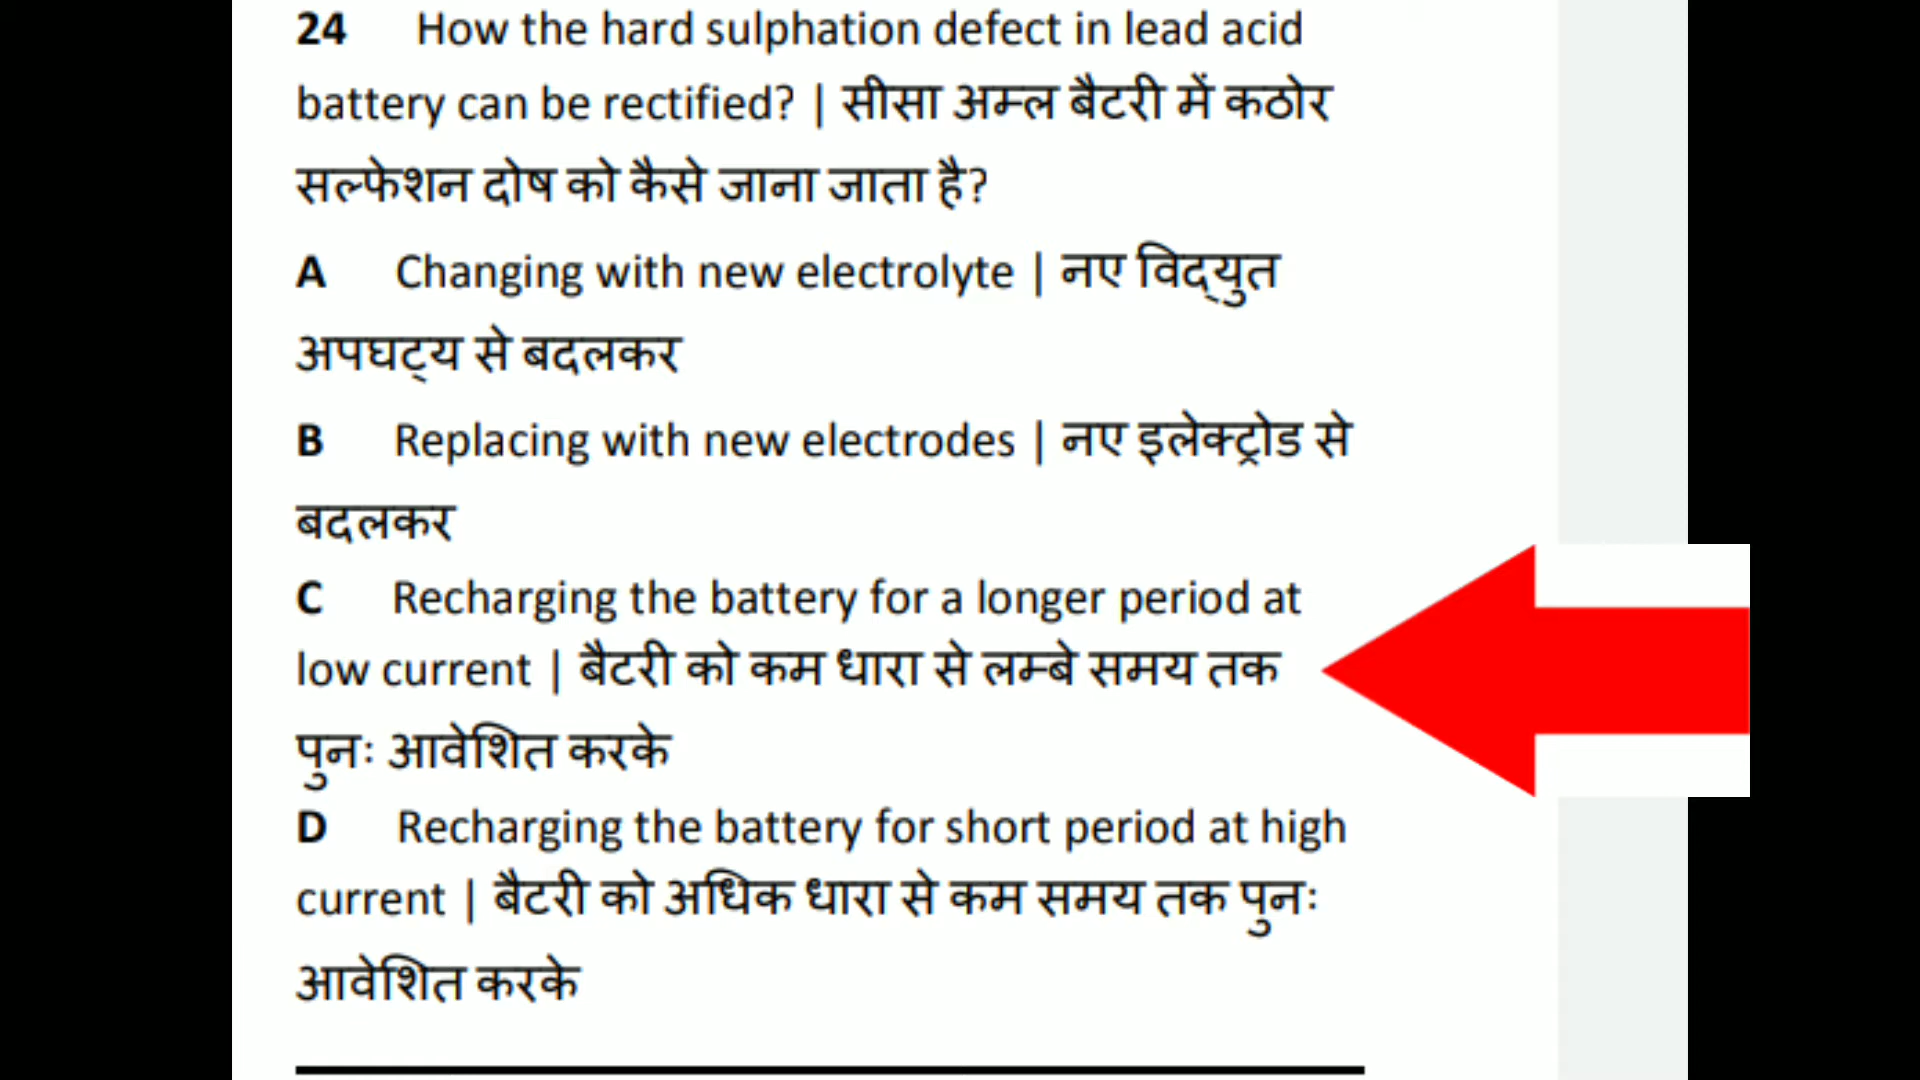 24 How the hard sulphation defect in lead acid
battery can be rectified? | सीसा अम्ल बैटरी में कठोर
सल्फेशन दोष को कैसे जाना जाता है?
A Changing with new electrolyte | नए विद्युत
अपघट्य से बदलकर
B Replacing with new electrodes | नए इलेक्ट्रोड से
बदलकर
C Recharging the battery for a longer period at
low current | बैटरी को कम धारा से लम्बे समय तक
पुनः आवेशित करके
D Recharging the battery for short period at high
current | बैटरी को अधिक धारा से कम समय तक पुनः
आवेशित करके